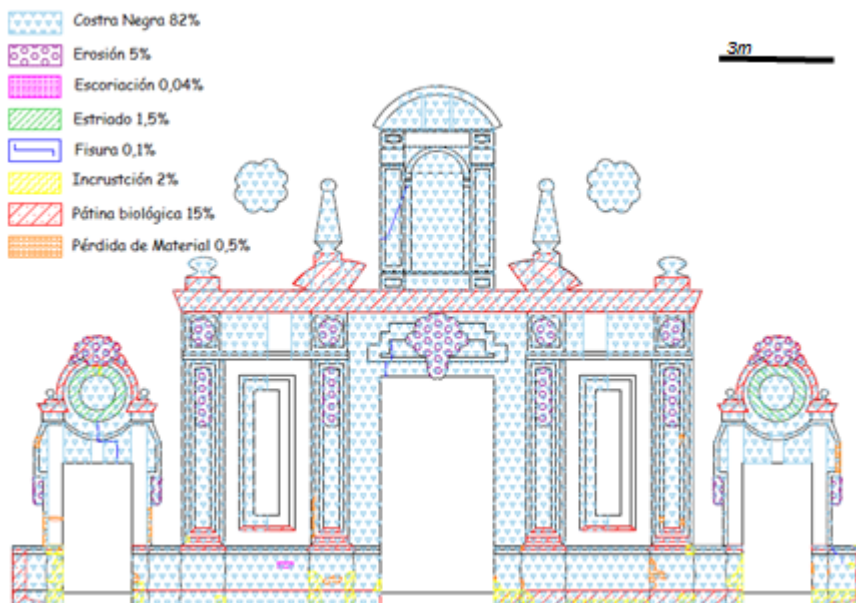 Costra Negra 82%
Erosión 5%
Escoriación 0,04%
Estriado 1,5%
Fisura 0,1%
Incrustción 2%
Pátina biológica 15%
Pérdida de Material 0,5%
3m